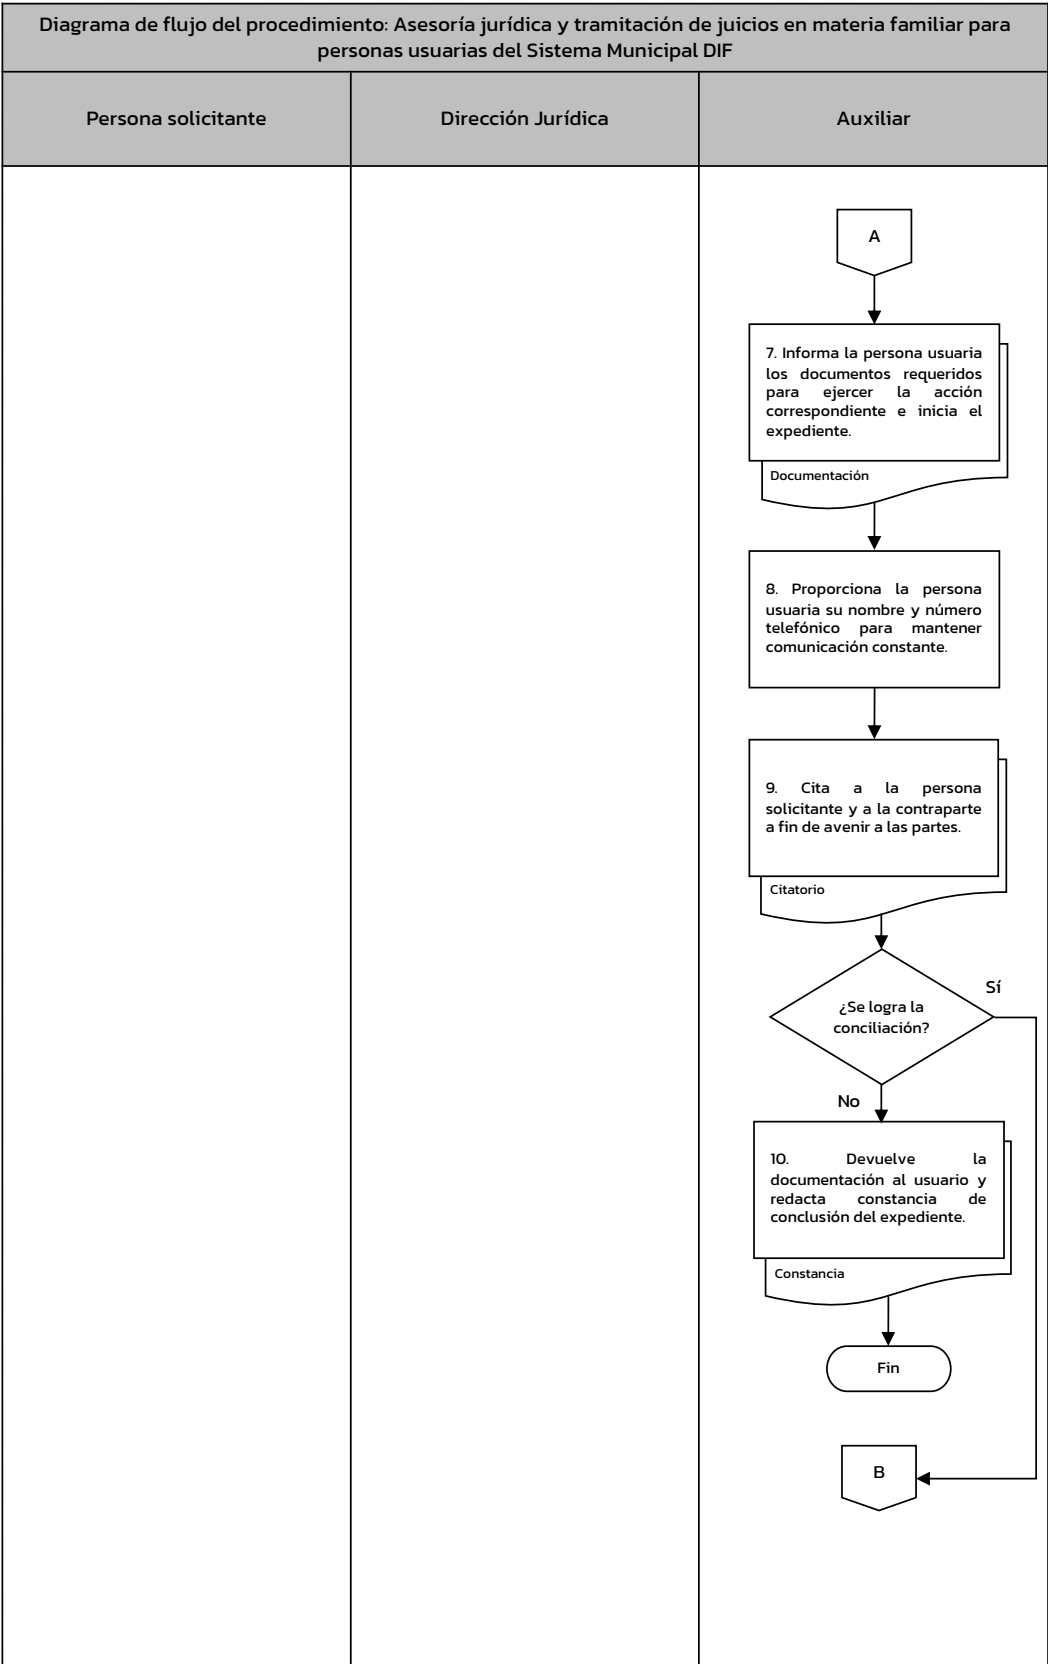 Diagrama de flujo del procedimiento: Asesoría jurídica y tramitación de juicios en materia familiar para
personas usuarias del Sistema Municipal DIF
Persona solicitante
Dirección Jurídica
Auxiliar
A
7. Informa la persona usuaria
los documentos requeridos
para ejercer la acción
correspondiente e inicia el
expediente.
Documentación
8. Proporciona la persona
usuaria su nombre y número
telefónico para mantener
comunicación constante.
9. Cita a la persona
solicitante y a la contraparte
a fin de avenir a las partes.
Citatorio
¿Se logra la
conciliación?
Sí
No
10. Devuelve la
documentación al usuario y
redacta constancia de
conclusión del expediente.
Constancia
Fin
B